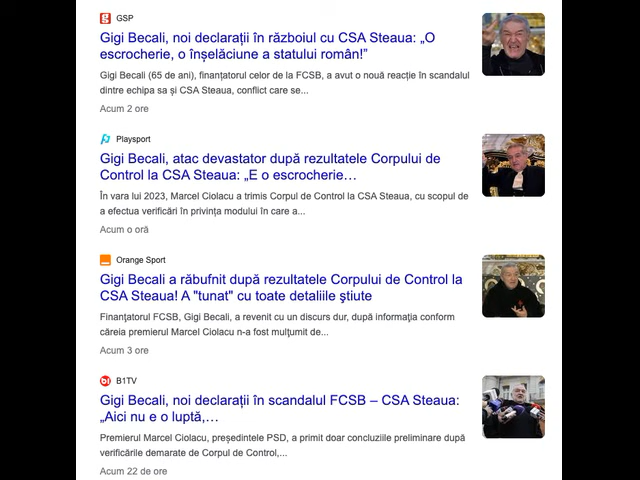 GSP
Gigi Becali, noi declarații în războiul cu CSA Steaua: „O
escrocherie, o înșelăciune a statului român!”
Gigi Becali (65 de ani), finanțatorul celor de la FCSB, a avut o nouă reacție în scandalul
dintre echipa sa și CSA Steaua, conflict care se...
Acum 2 ore
Playsport
Gigi Becali, atac devastator după rezultatele Corpului de
Control la CSA Steaua: „E o escrocherie…
În vara lui 2023, Marcel Ciolacu a trimis Corpul de Control la CSA Steaua, cu scopul de
a efectua verificări în privința modului în care a...
Acum o oră
Orange Sport
Gigi Becali a răbufnit după rezultatele Corpului de Control la
CSA Steaua! A "tunat" cu toate detaliile ştiute
Finanţatorul FCSB, Gigi Becali, a revenit cu un discurs dur, după informaţia conform
căreia premierul Marcel Ciolacu n-a fost mulţumit de...
Acum 3 ore
B1TV
Gigi Becali, noi declarații în scandalul FCSB – CSA Steaua:
„Aici nu e o luptă,…
Premierul Marcel Ciolacu, președintele PSD, a primit doar concluziile preliminare după
verificările demarate de Corpul de Control,...
Acum 22 de ore